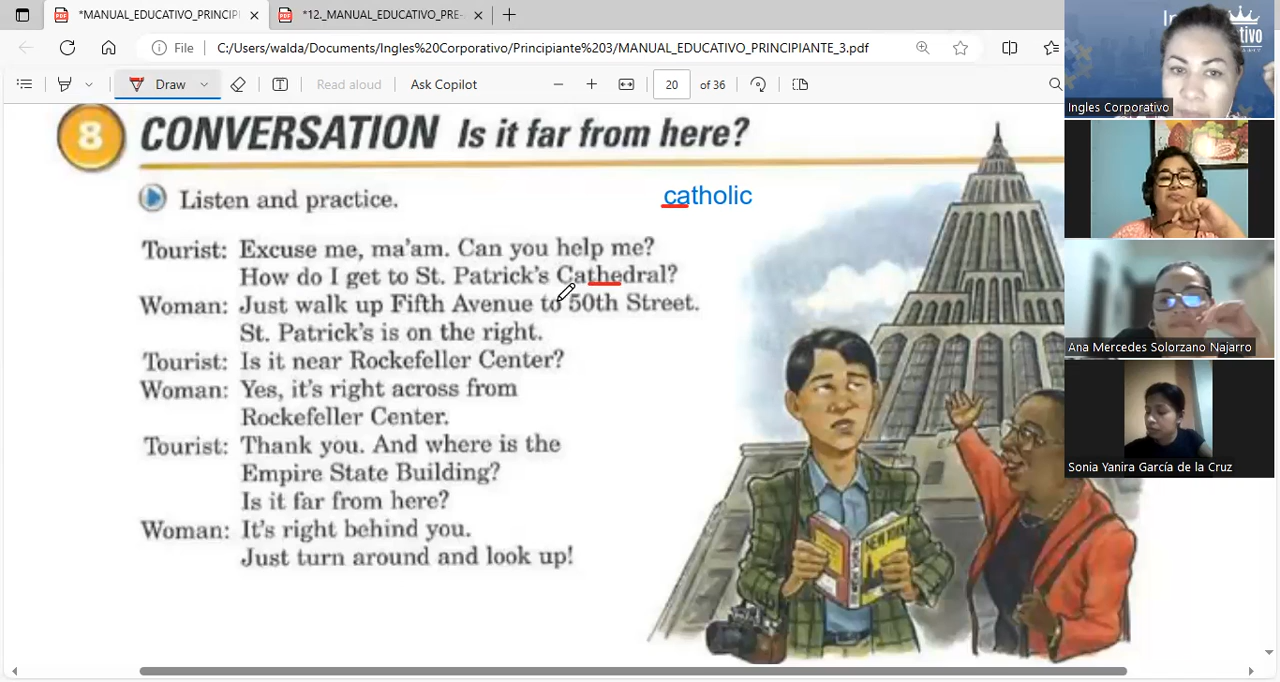 *MANUAL_EDUCATIVO_PRINCIPI
*12._MANUAL_EDUCATIVO_PRE-
File
C:/Users/walda/Documents/Ingles%20Corporativo/Principiante%203/MANUAL_EDUCATIVO_PRINCIPIANTE_3.pdf
Draw
Read aloud
Ask Copilot
20 of 36
8 CONVERSATION Is it far from here?
Listen and practice.
catholic
Tourist: Excuse me, ma'am. Can you help me?
How do I get to St. Patrick's Cathedral?
Woman: Just walk up Fifth Avenue to 50th Street.
St. Patrick's is on the right.
Tourist: Is it near Rockefeller Center?
Woman: Yes, it's right across from
Rockefeller Center.
Tourist: Thank you. And where is the
Empire State Building?
Is it far from here?
Woman: It's right behind you.
Just turn around and look up!
NEW YORK
Ingles Corporativo
Ana Mercedes Solorzano Najarro
Sonia Yanira García de la Cruz